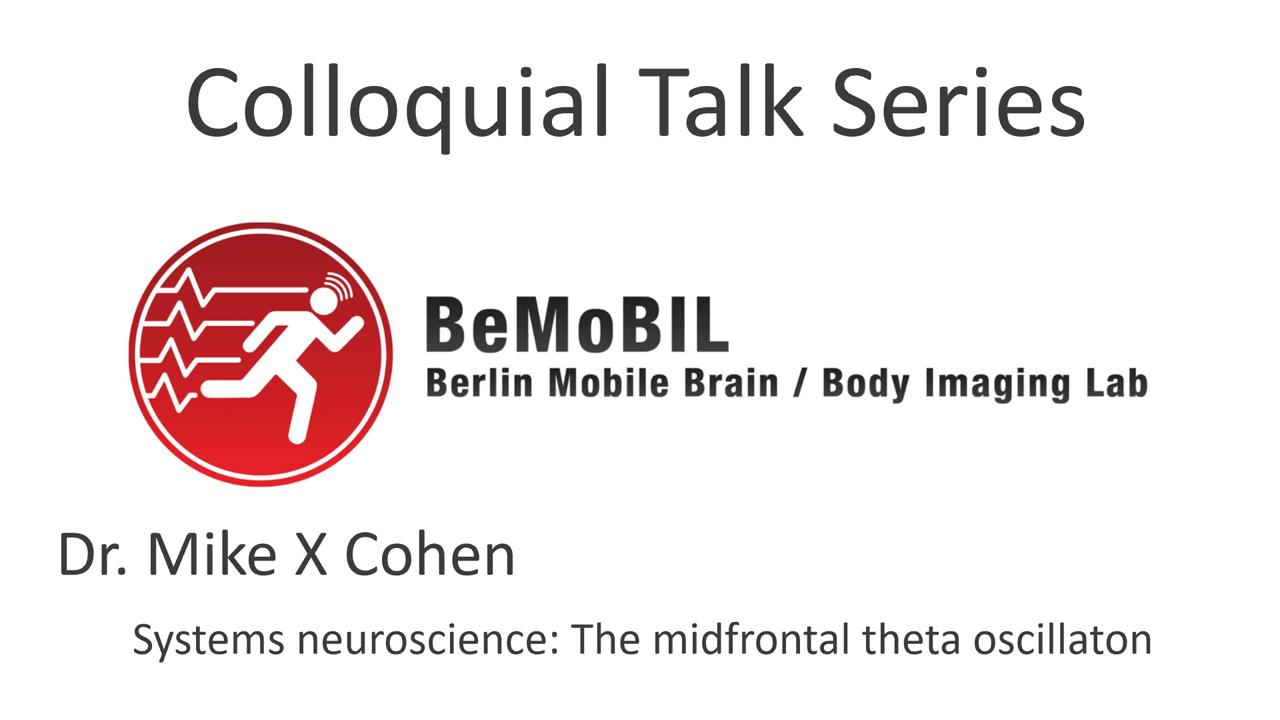 Colloquial Talk Series
BeMoBIL
Berlin Mobile Brain / Body Imaging Lab
Dr. Mike X Cohen
Systems neuroscience: The midfrontal theta oscillaton